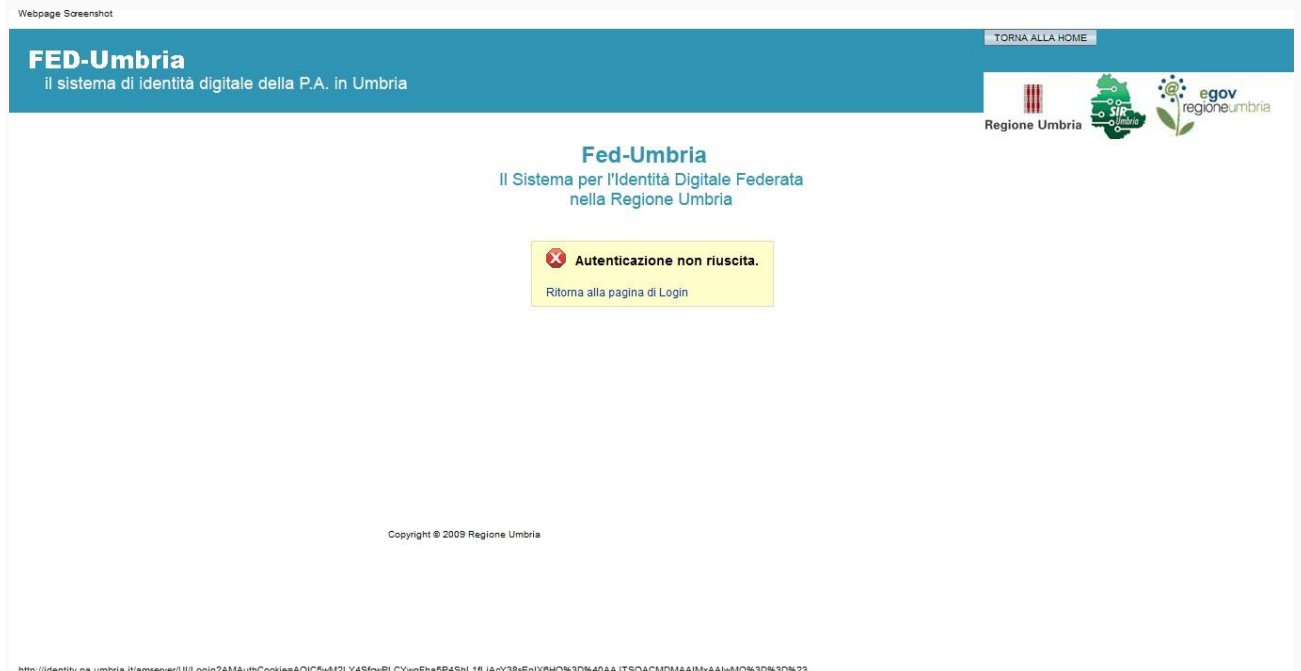 Webpage Screenshot
TORNA ALLA HOME
FED-Umbria
il sistema di identità digitale della P.A. in Umbria
Regione Umbria
SIR
Umbria
@
egov
regioneumbria
Fed-Umbria
Il Sistema per l'Identità Digitale Federata
nella Regione Umbria
Autenticazione non riuscita.
Ritorna alla pagina di Login
Copyright © 2009 Regione Umbria